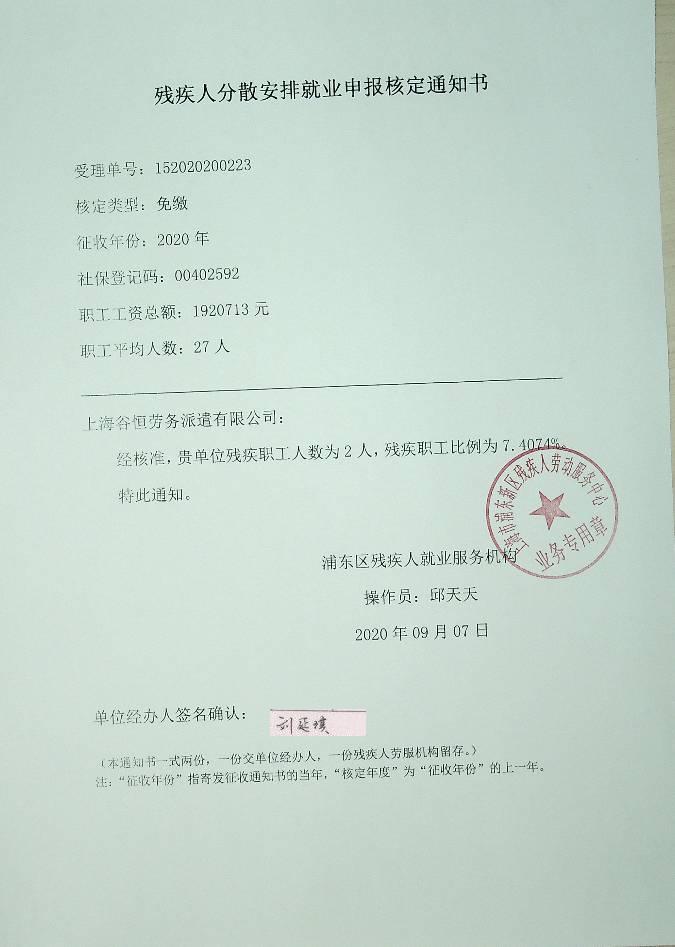 残疾人分散安排就业申报核定通知书
受理单号：152020200223
核定类型：免缴
征收年份：2020 年
社保登记码：00402592
职工工资总额：1920713 元
职工平均人数：27 人
上海谷恒劳务派遣有限公司：
经核准，贵单位残疾职工人数为 2 人，残疾职工比例为 7.4074%。
特此通知。
上海市浦东新区残疾人劳动服务中心
业务专用章
浦东区残疾人就业服务机构
操作员：邱天天
2020 年 09 月 07 日
单位经办人签名确认：
刘延瑛
（本通知书一式两份，一份交单位经办人，一份残疾人劳服机构留存。）
注：“征收年份”指寄发征收通知书的当年，“核定年度”为“征收年份”的上一年。